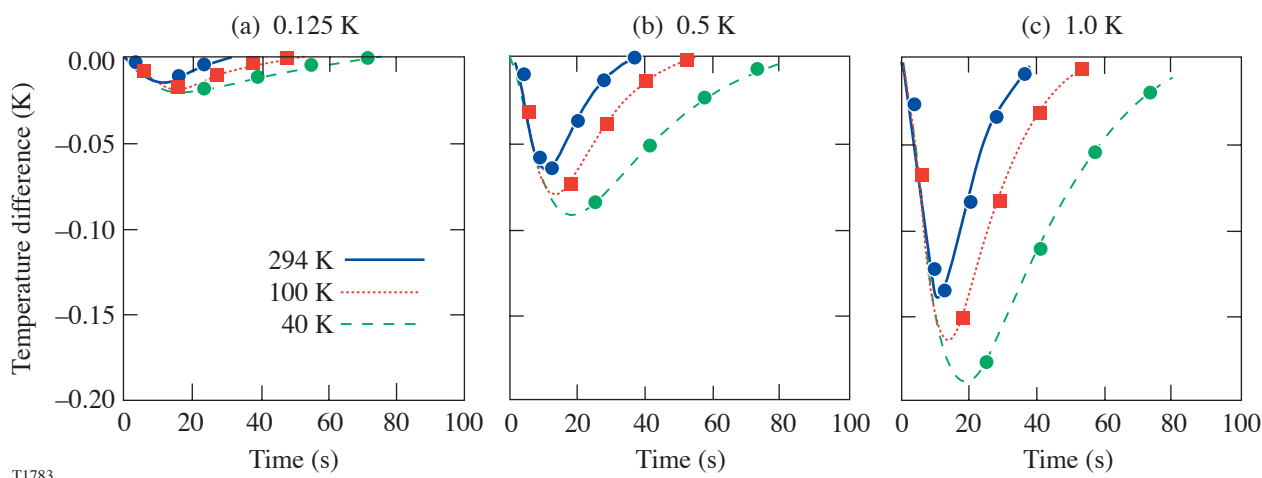 (a) 0.125 K
(b) 0.5 K
(c) 1.0 K
Temperature difference (K)
0.00
–0.05
–0.10
–0.15
–0.20
294 K
100 K
40 K
0 20 40 60 80 100
0 20 40 60 80 100
0 20 40 60 80 100
Time (s)
Time (s)
Time (s)
T1783